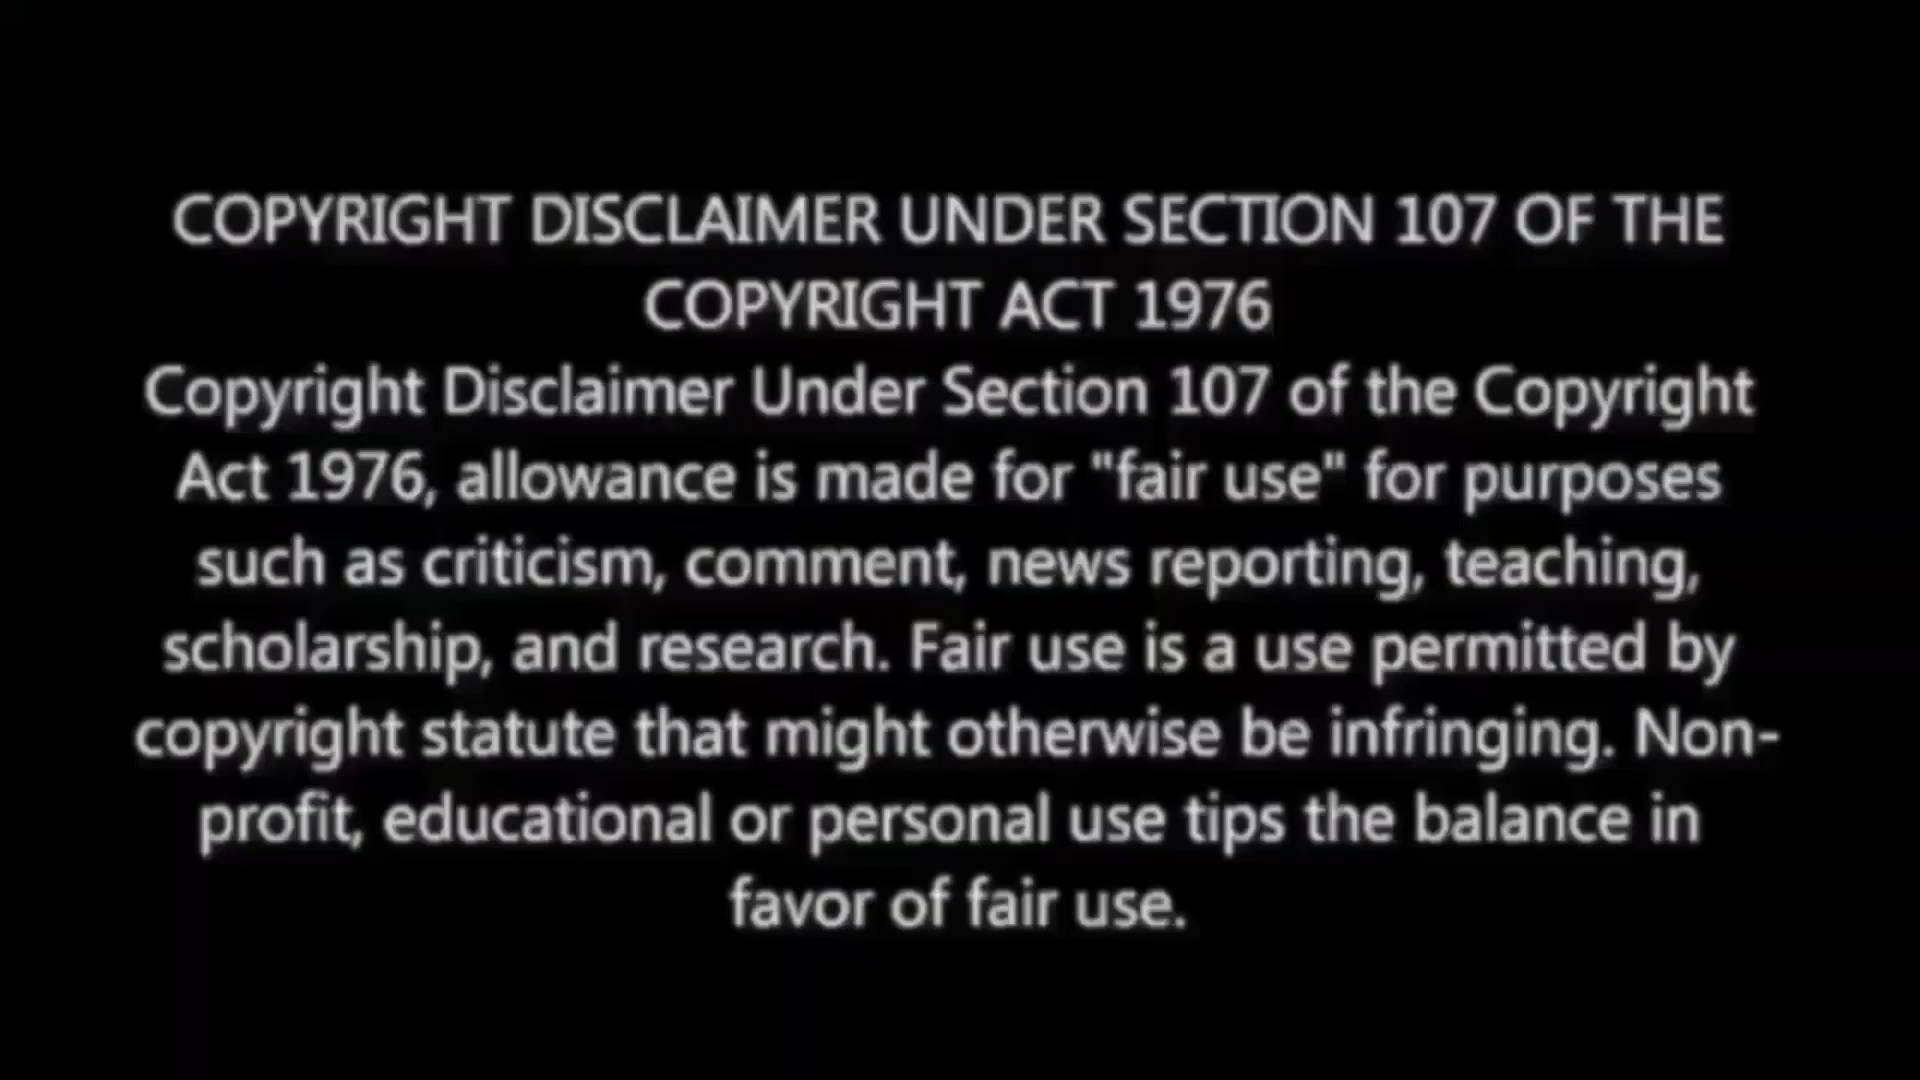 COPYRIGHT DISCLAIMER UNDER SECTION 107 OF THE
COPYRIGHT ACT 1976
Copyright Disclaimer Under Section 107 of the Copyright
Act 1976, allowance is made for "fair use" for purposes
such as criticism, comment, news reporting, teaching,
scholarship, and research. Fair use is a use permitted by
copyright statute that might otherwise be infringing. Non-
profit, educational or personal use tips the balance in
favor of fair use.